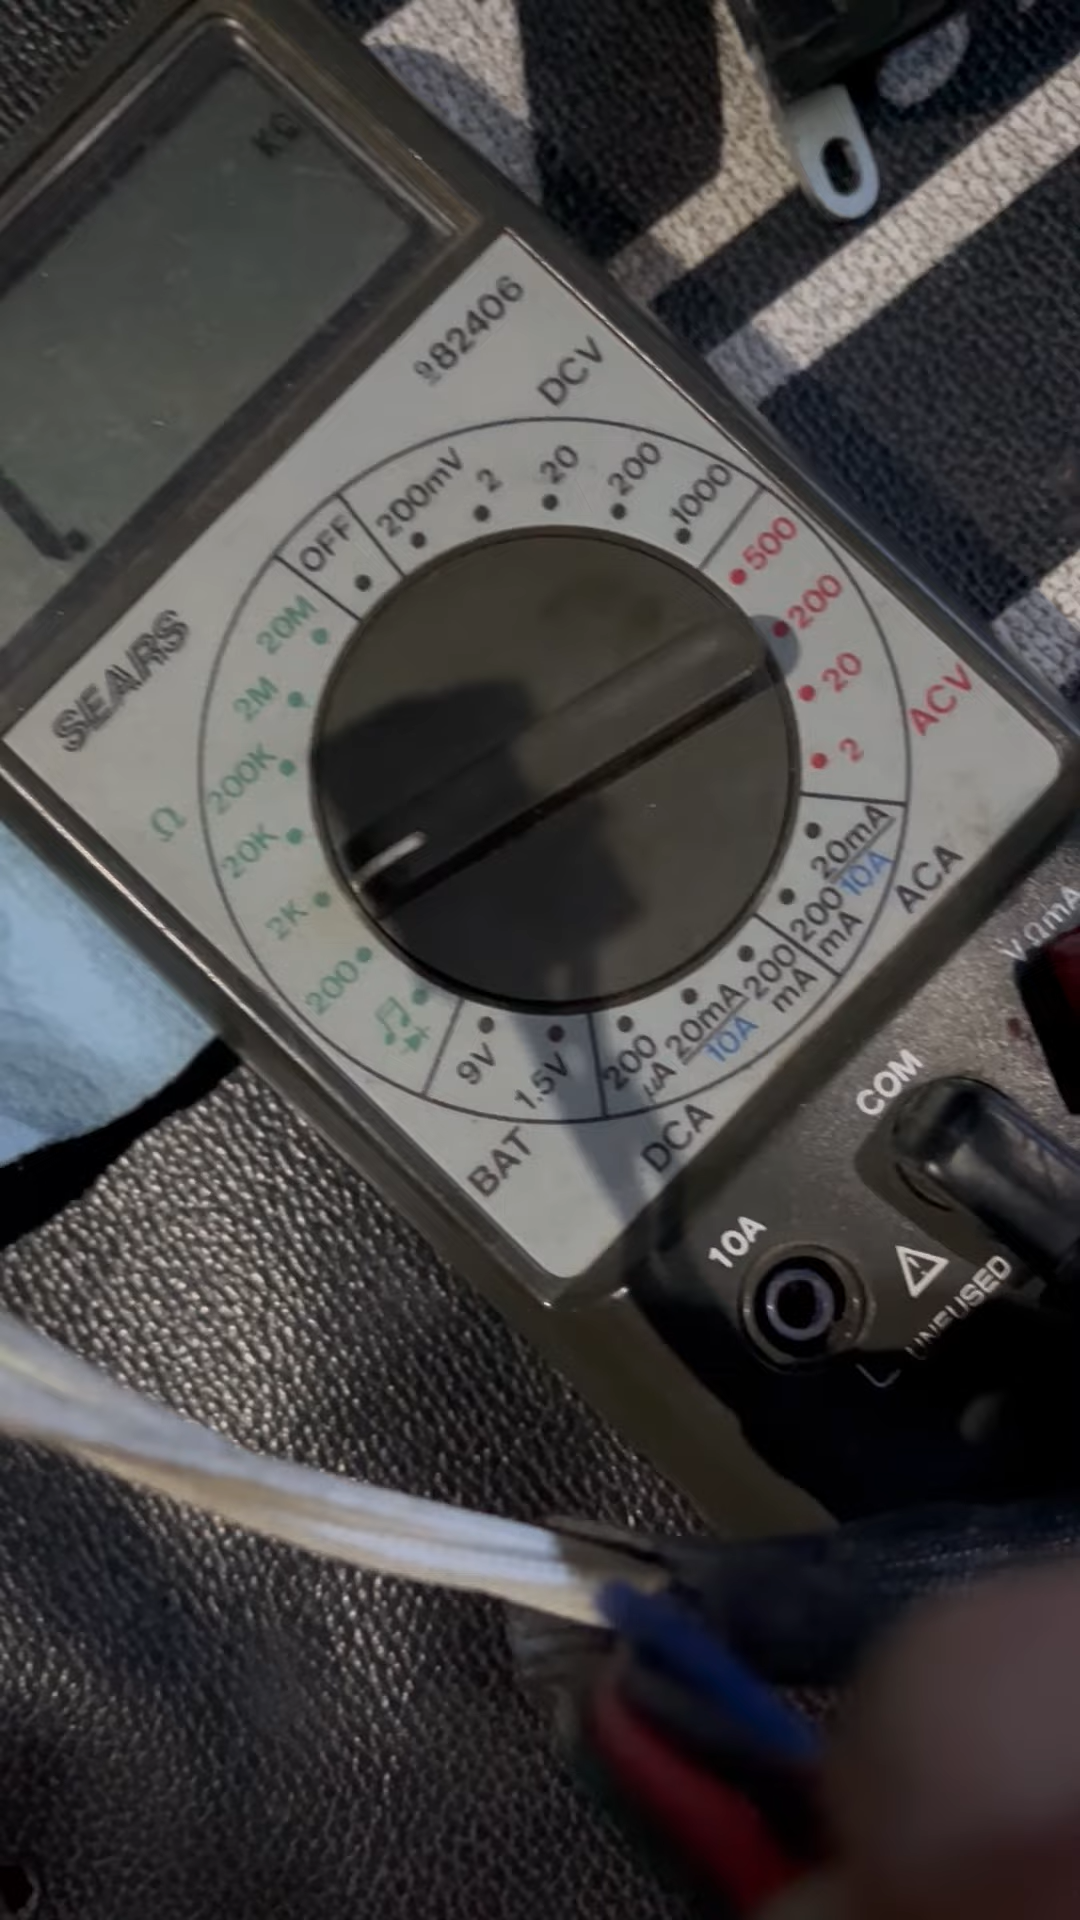 982406
DCV
200mV
2
20
200
1000
500
200
20
2
ACV
20mA
10A
200
mA
ACA
200
mA
20mA
10A
200
µA
DCA
1.5V
9V
BAT
200
2K
20K
200K
2M
20M
Ω
OFF
SEARS
VΩmA
COM
10A
UNFUSED